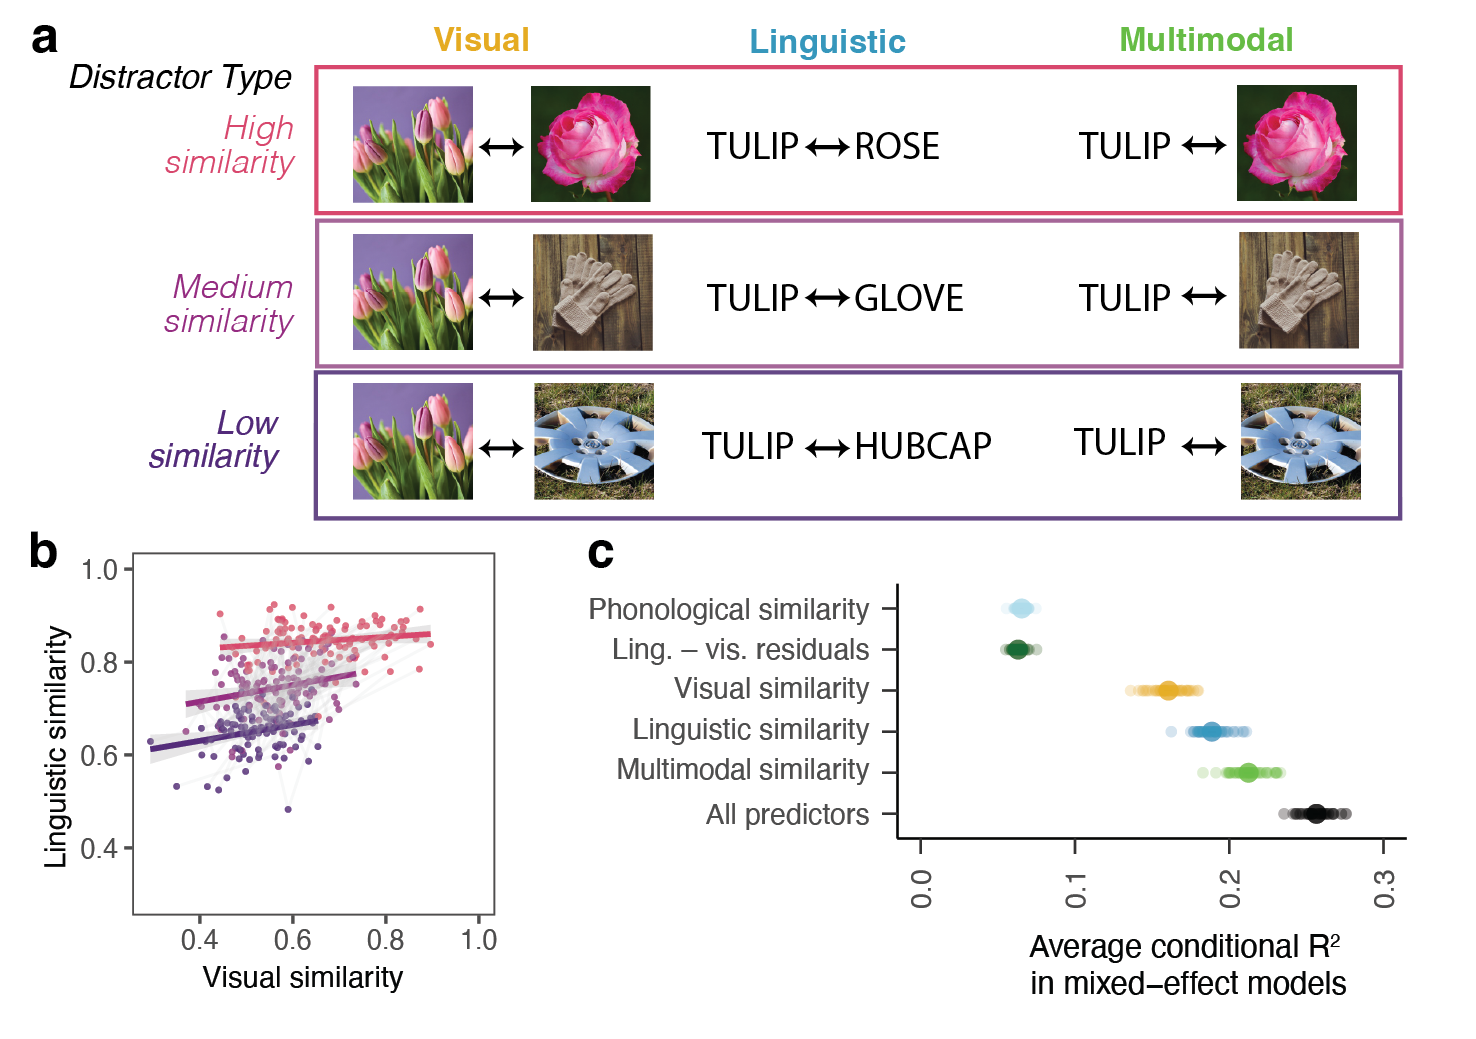 a
Visual
Linguistic
Multimodal
Distractor Type
High
similarity
TULIP ↔ ROSE
TULIP ↔
Medium
similarity
TULIP ↔ GLOVE
TULIP ↔
Low
similarity
TULIP ↔ HUBCAP
TULIP ↔
b
1.0
0.8
0.6
0.4
Linguistic similarity
0.4 0.6 0.8 1.0
Visual similarity
c
Phonological similarity
Ling. – vis. residuals
Visual similarity
Linguistic similarity
Multimodal similarity
All predictors
0.0 0.1 0.2 0.3
Average conditional R²
in mixed–effect models